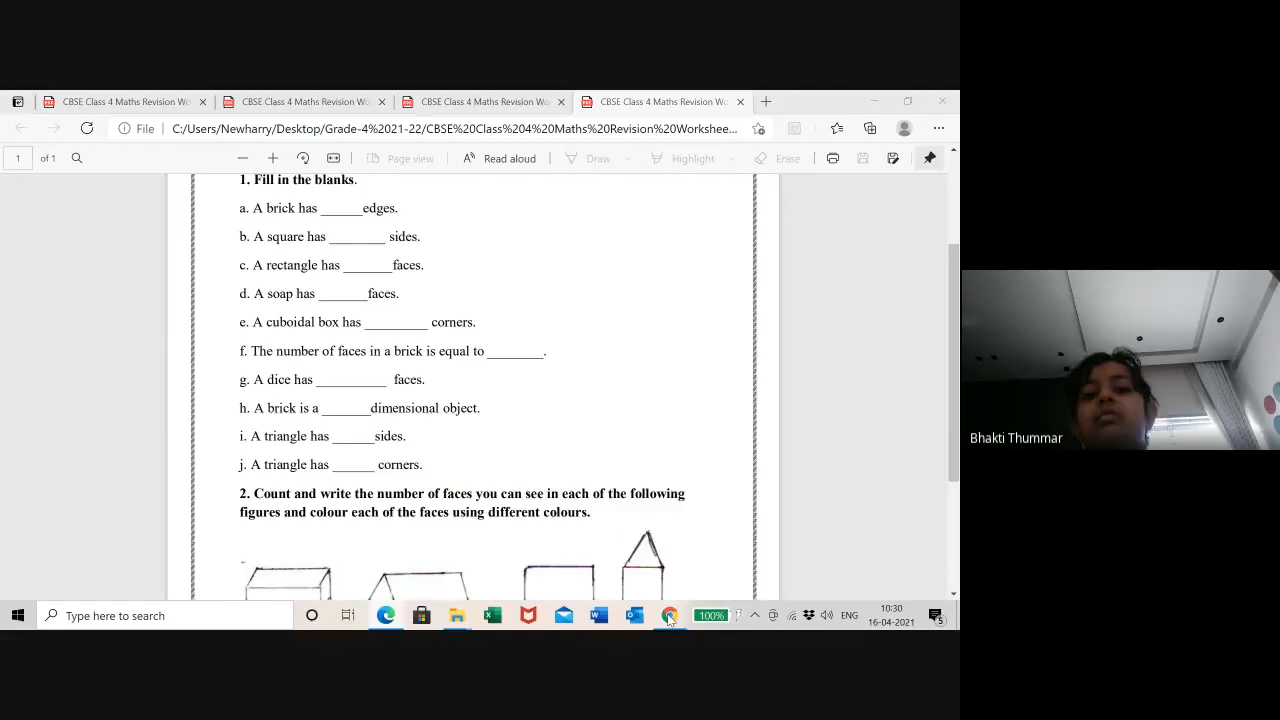 CBSE Class 4 Maths Revision Wo
CBSE Class 4 Maths Revision Wo
CBSE Class 4 Maths Revision Wo
CBSE Class 4 Maths Revision Wo
File C:/Users/Newharry/Desktop/Grade-4%2021-22/CBSE%20Class%204%20Maths%20Revision%20Workshee...
1 of 1 Page view Read aloud Draw Highlight Erase
1. Fill in the blanks.
a. A brick has ______edges.
b. A square has ________ sides.
c. A rectangle has _______faces.
d. A soap has _______faces.
e. A cuboidal box has _________ corners.
f. The number of faces in a brick is equal to ________.
g. A dice has __________ faces.
h. A brick is a _______dimensional object.
i. A triangle has ______sides.
j. A triangle has ______ corners.
2. Count and write the number of faces you can see in each of the following
figures and colour each of the faces using different colours.
Bhakti Thummar
Type here to search
100%
ENG
10:30
16-04-2021
5